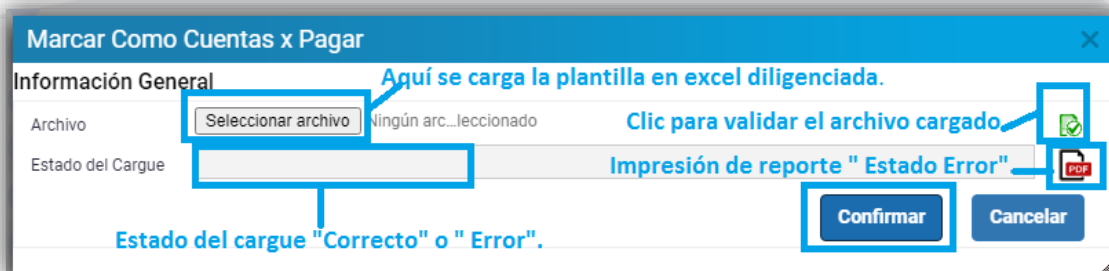 Marcar Como Cuentas x Pagar
Información General
Aquí se carga la plantilla en excel diligenciada.
Archivo
Seleccionar archivo
Ningún arc...leccionado
Clic para validar el archivo cargado
Estado del Cargue
Impresión de reporte " Estado Error"
PDF
Confirmar
Cancelar
Estado del cargue "Correcto" o " Error".